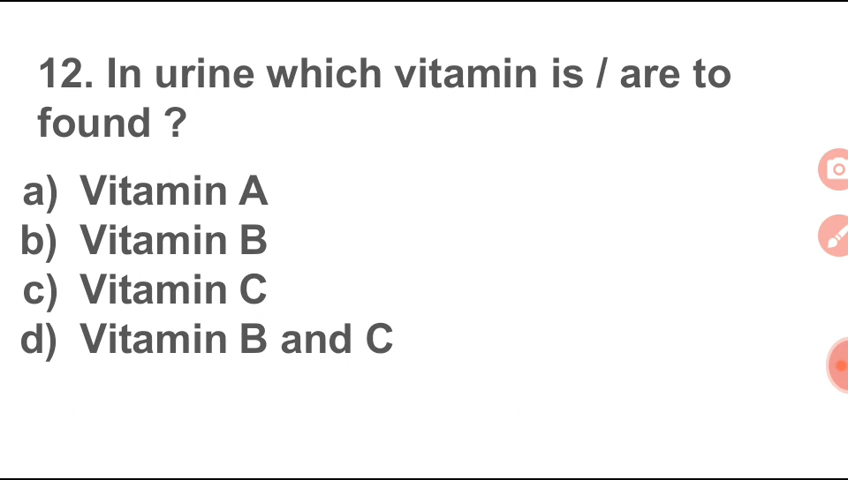 12. In urine which vitamin is / are to
found ?
a) Vitamin A
b) Vitamin B
c) Vitamin C
d) Vitamin B and C